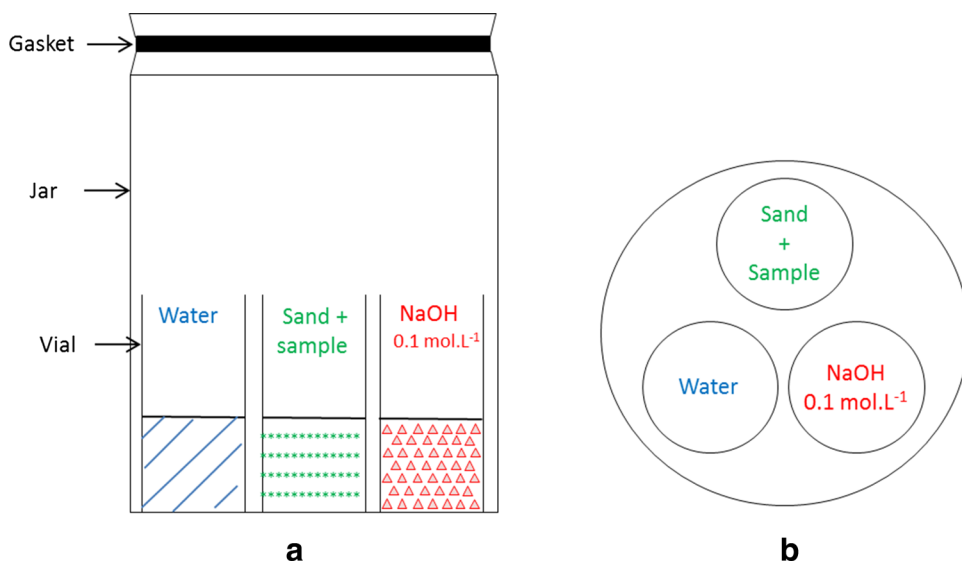 Gasket
Jar
Vial
Water
Sand +
sample
NaOH
0.1 mol.L⁻¹
a
Sand
+
Sample
Water
NaOH
0.1 mol.L⁻¹
b